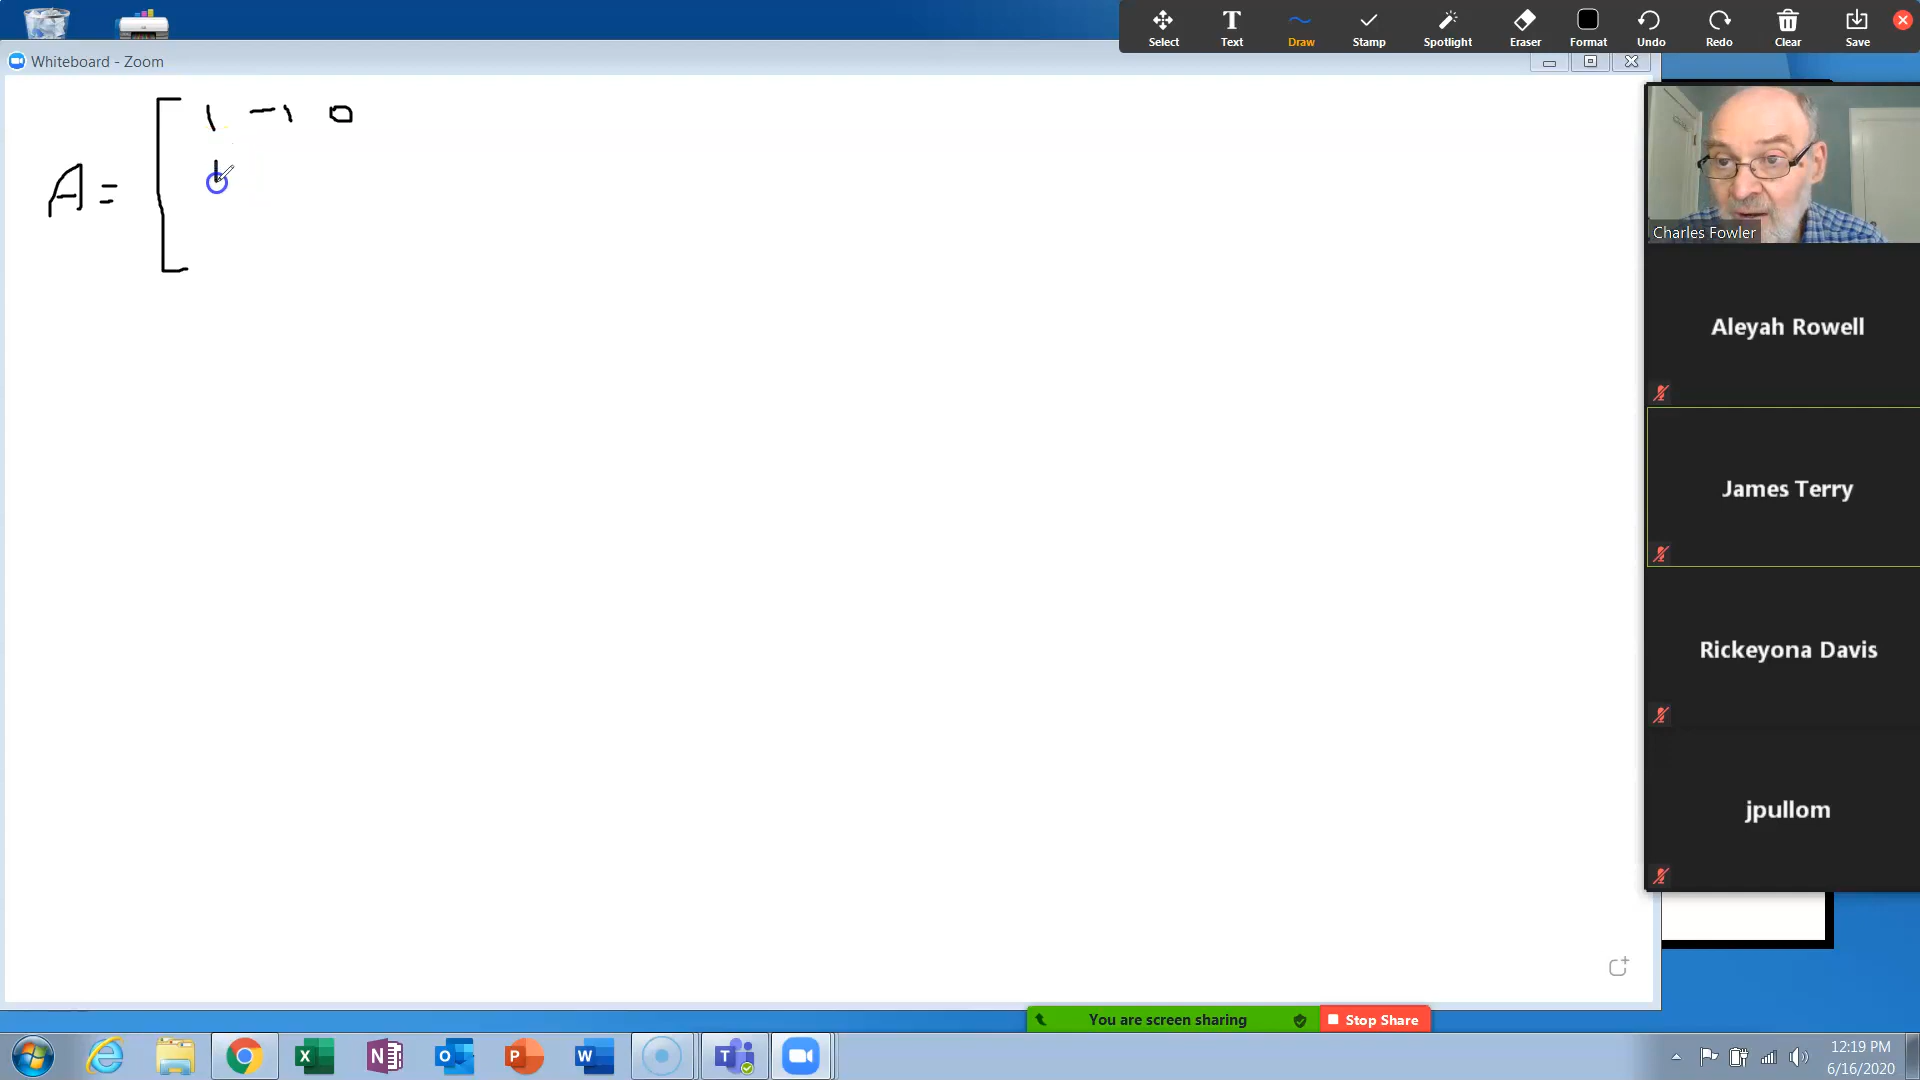 Select Text Draw Stamp Spotlight Eraser Format Undo Redo Clear Save
Whiteboard - Zoom
A = [ 1 -1 0
1
Charles Fowler
Aleyah Rowell
James Terry
Rickeyona Davis
jpullom
You are screen sharing Stop Share
12:19 PM
6/16/2020